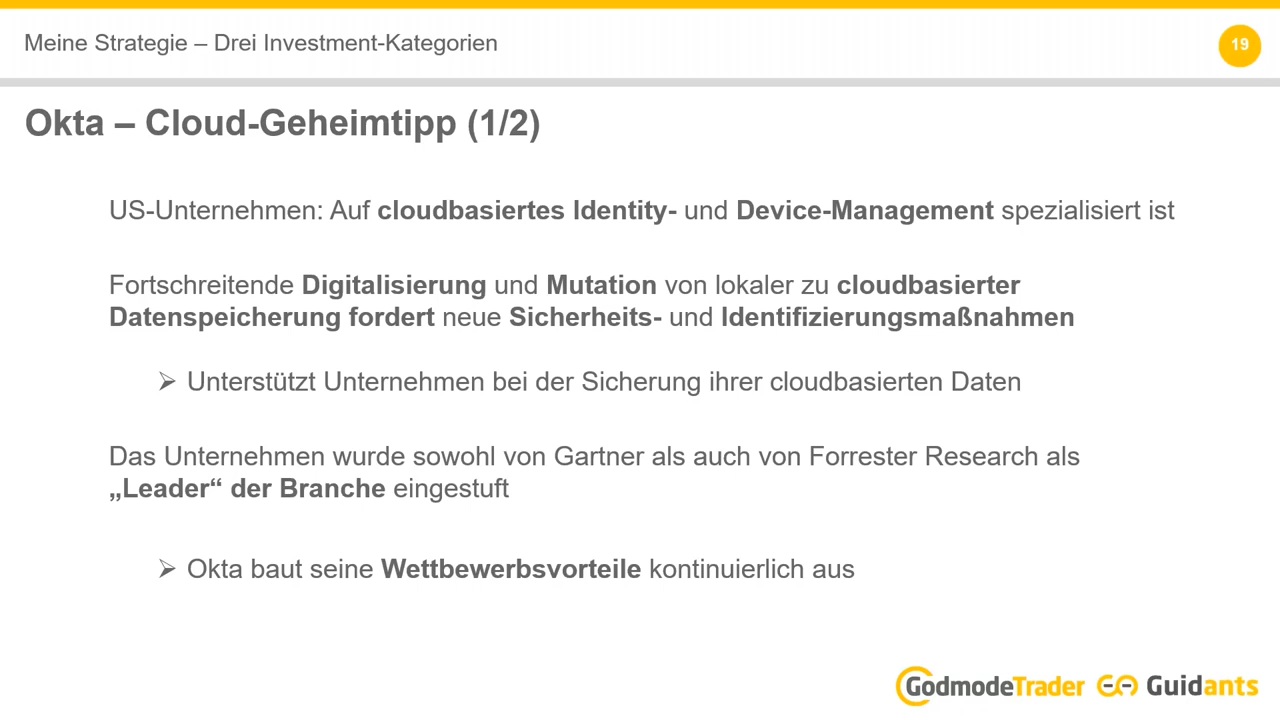 Meine Strategie – Drei Investment-Kategorien
19
Okta – Cloud-Geheimtipp (1/2)
US-Unternehmen: Auf cloudbasiertes Identity- und Device-Management spezialisiert ist
Fortschreitende Digitalisierung und Mutation von lokaler zu cloudbasierter
Datenspeicherung fordert neue Sicherheits- und Identifizierungsmaßnahmen
➢ Unterstützt Unternehmen bei der Sicherung ihrer cloudbasierten Daten
Das Unternehmen wurde sowohl von Gartner als auch von Forrester Research als
„Leader“ der Branche eingestuft
➢ Okta baut seine Wettbewerbsvorteile kontinuierlich aus
GodmodeTrader Guidants